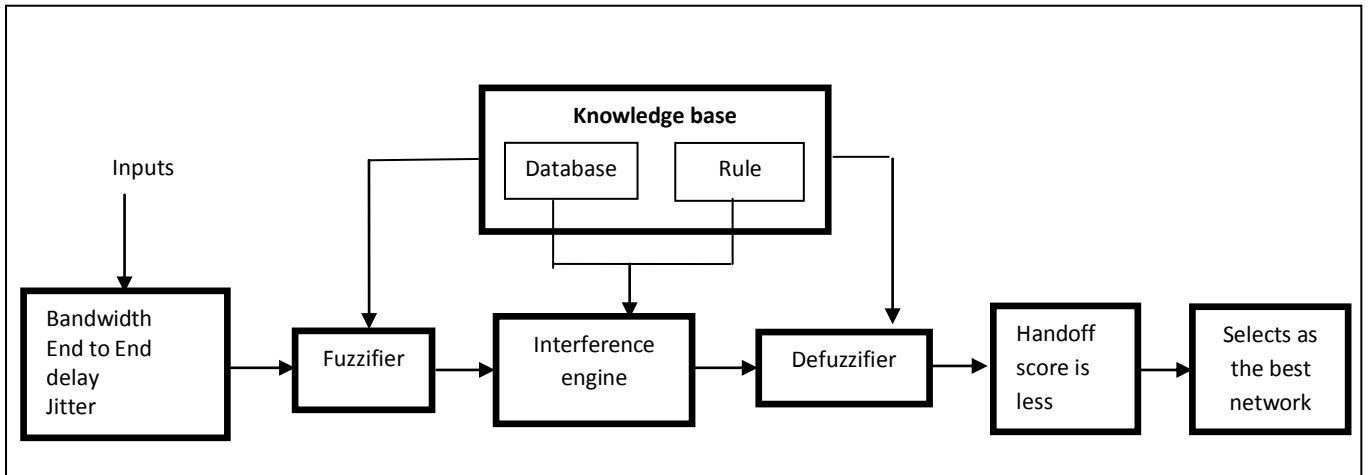 Knowledge base
Database
Rule
Inputs
Bandwidth
End to End
delay
Jitter
Fuzzifier
Interference
engine
Defuzzifier
Handoff
score is
less
Selects as
the best
network